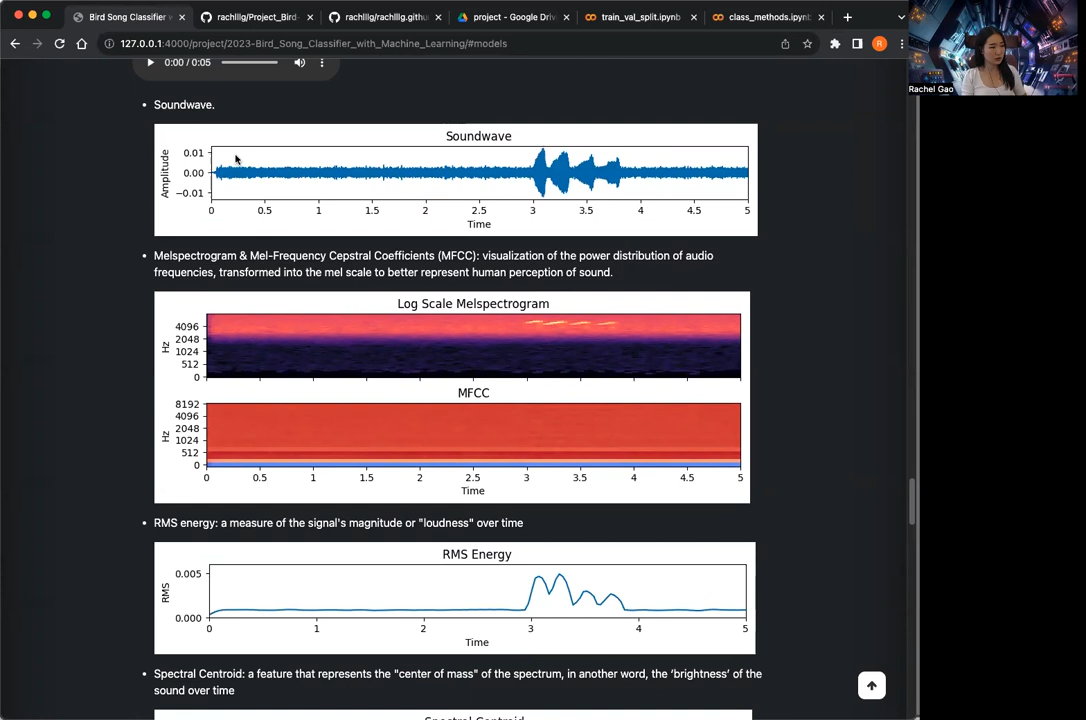 Bird Song Classifier w
rachlllg/Project_Bird-
rachlllg/rachlllg.githu
project - Google Drive
train_val_split.ipynb
class_methods.ipynb
127.0.0.1:4000/project/2023-Bird_Song_Classifier_with_Machine_Learning/#models
R
Rachel Gao
0:00 / 0:05
• Soundwave.
Soundwave
Amplitude
0.01
0.00
−0.01
0 0.5 1 1.5 2 2.5 3 3.5 4 4.5 5
Time
• Melspectrogram & Mel-Frequency Cepstral Coefficients (MFCC): visualization of the power distribution of audio
frequencies, transformed into the mel scale to better represent human perception of sound.
Log Scale Melspectrogram
Hz
4096
2048
1024
512
0
MFCC
Hz
8192
4096
2048
1024
512
0
0 0.5 1 1.5 2 2.5 3 3.5 4 4.5 5
Time
• RMS energy: a measure of the signal's magnitude or "loudness" over time
RMS Energy
RMS
0.005
0.000
0 1 2 3 4 5
Time
• Spectral Centroid: a feature that represents the "center of mass" of the spectrum, in another word, the ‘brightness’ of the
sound over time
Spectral Centroid